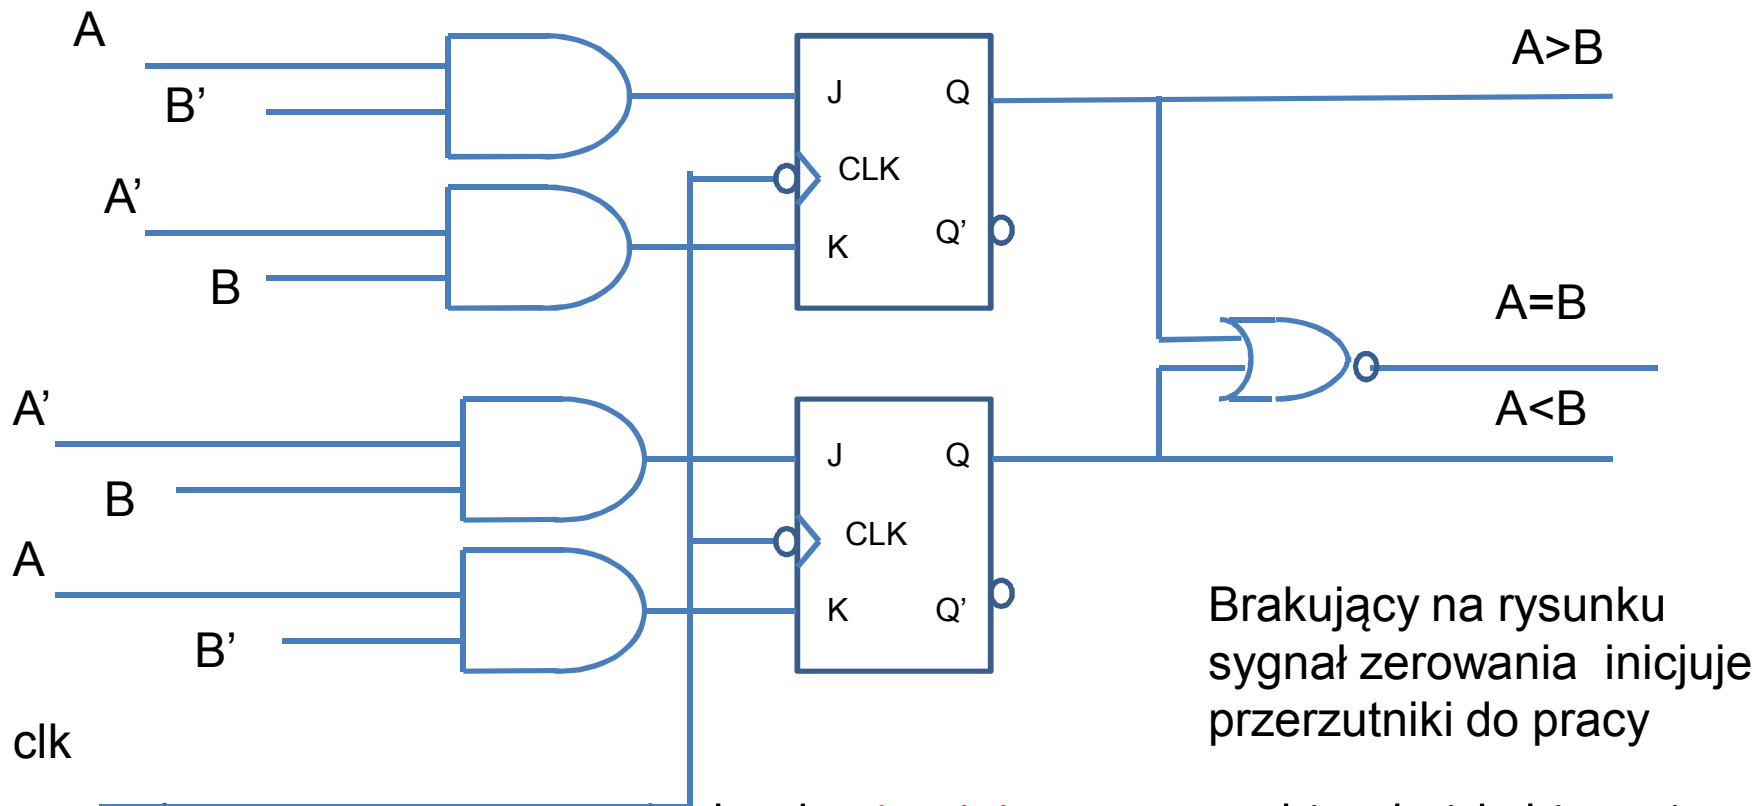 A
B’
A’
B
J
Q
CLK
K
Q’
A>B
A=B
A<B
A’
B
A
B’
J
Q
CLK
K
Q’
Brakujący na rysunku
sygnał zerowania inicjuje
przerzutniki do pracy
clk